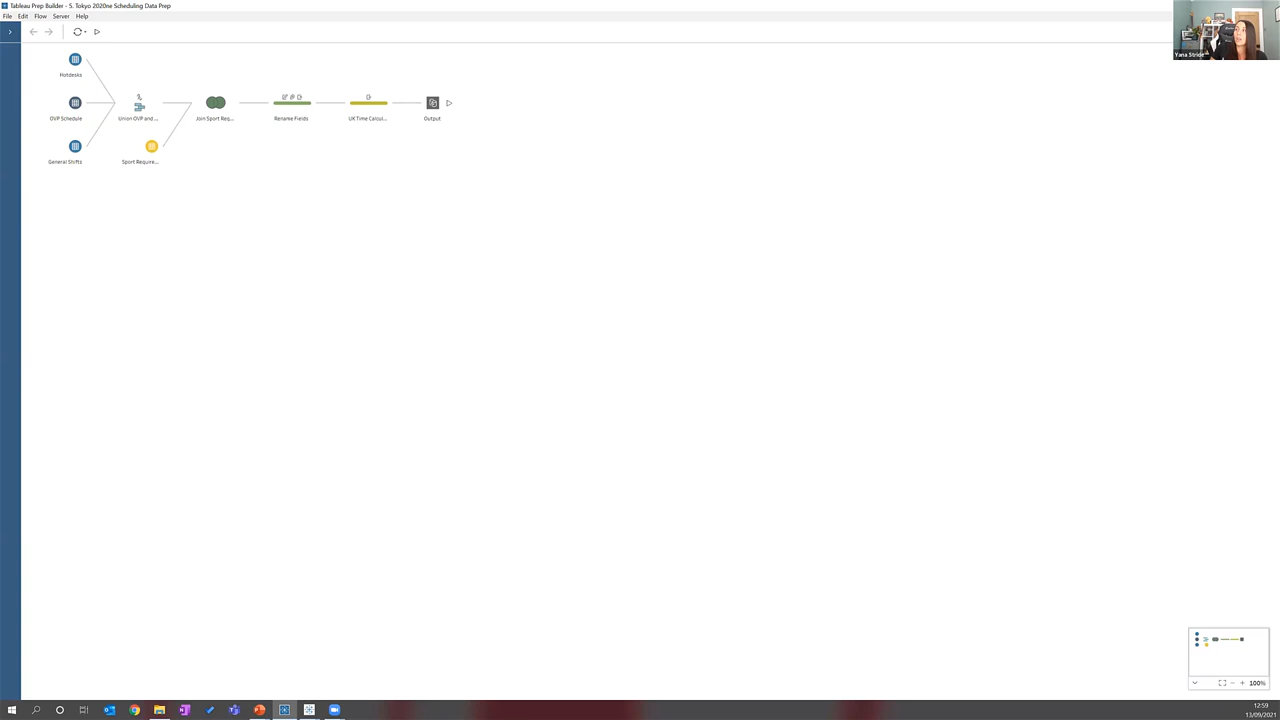 Tableau Prep Builder - 5. Tokyo 2020ne Scheduling Data Prep
File Edit Flow Server Help
Yana Stride
Hotdesks
OVP Schedule
Union OVP and ...
Join Sport Req...
Rename Fields
UK Time Calcul...
Output
General Shifts
Sport Require...
100%
12:59
13/09/2021